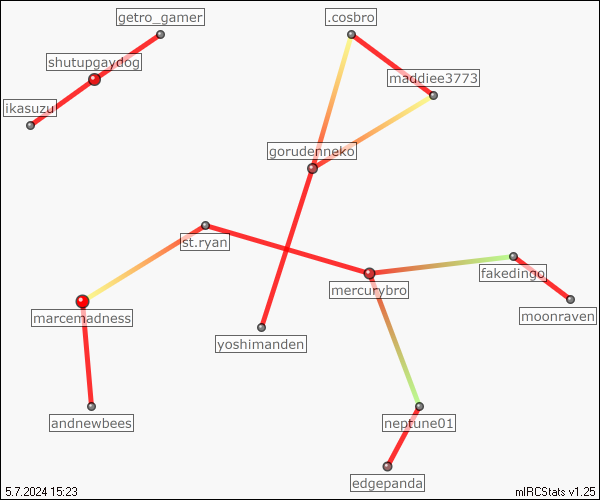 getro_gamer
.cosbro
shutupgaydog
maddiee3773
ikasuzu
gorudenneko
st.ryan
fakedingo
mercurybro
marcemadness
moonraven
yoshimanden
andnewbees
neptune01
edgepanda
5.7.2024 15:23
mIRCStats v1.25